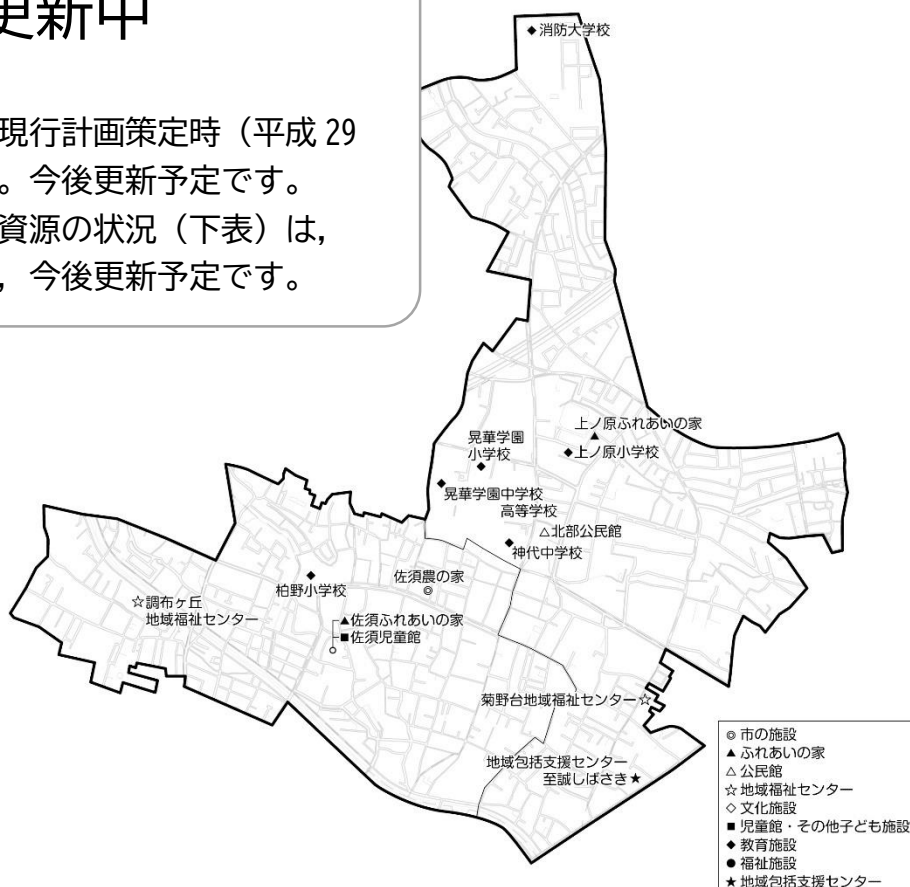 更新中
現行計画策定時（平成 29
。今後更新予定です。
資源の状況（下表）は，
，今後更新予定です。
◆消防大学校
上ノ原ふれあいの家
▲
◆上ノ原小学校
晃華学園
小学校
◆
◆晃華学園中学校
高等学校
△北部公民館
◆神代中学校
佐須農の家
◎
◆
柏野小学校
☆調布ヶ丘
地域福祉センター
▲佐須ふれあいの家
■佐須児童館
菊野台地域福祉センター☆
地域包括支援センター
至誠しばさき★
◎ 市の施設
▲ ふれあいの家
△ 公民館
☆ 地域福祉センター
◇ 文化施設
■ 児童館・その他子ども施設
◆ 教育施設
● 福祉施設
★ 地域包括支援センター